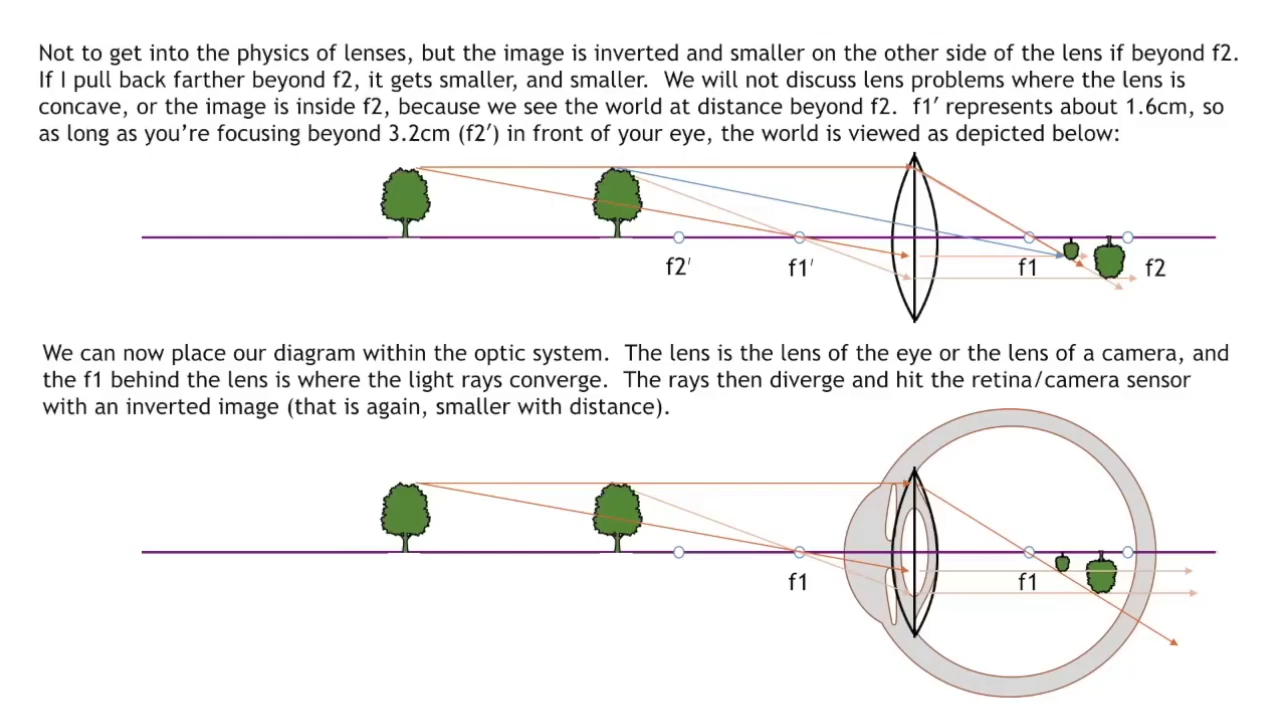 Not to get into the physics of lenses, but the image is inverted and smaller on the other side of the lens if beyond f2.
If I pull back farther beyond f2, it gets smaller, and smaller.  We will not discuss lens problems where the lens is
concave, or the image is inside f2, because we see the world at distance beyond f2.  f1′ represents about 1.6cm, so
as long as you’re focusing beyond 3.2cm (f2′) in front of your eye, the world is viewed as depicted below:
f2' f1' f1 f2
We can now place our diagram within the optic system.  The lens is the lens of the eye or the lens of a camera, and
the f1 behind the lens is where the light rays converge.  The rays then diverge and hit the retina/camera sensor
with an inverted image (that is again, smaller with distance).
f1 f1